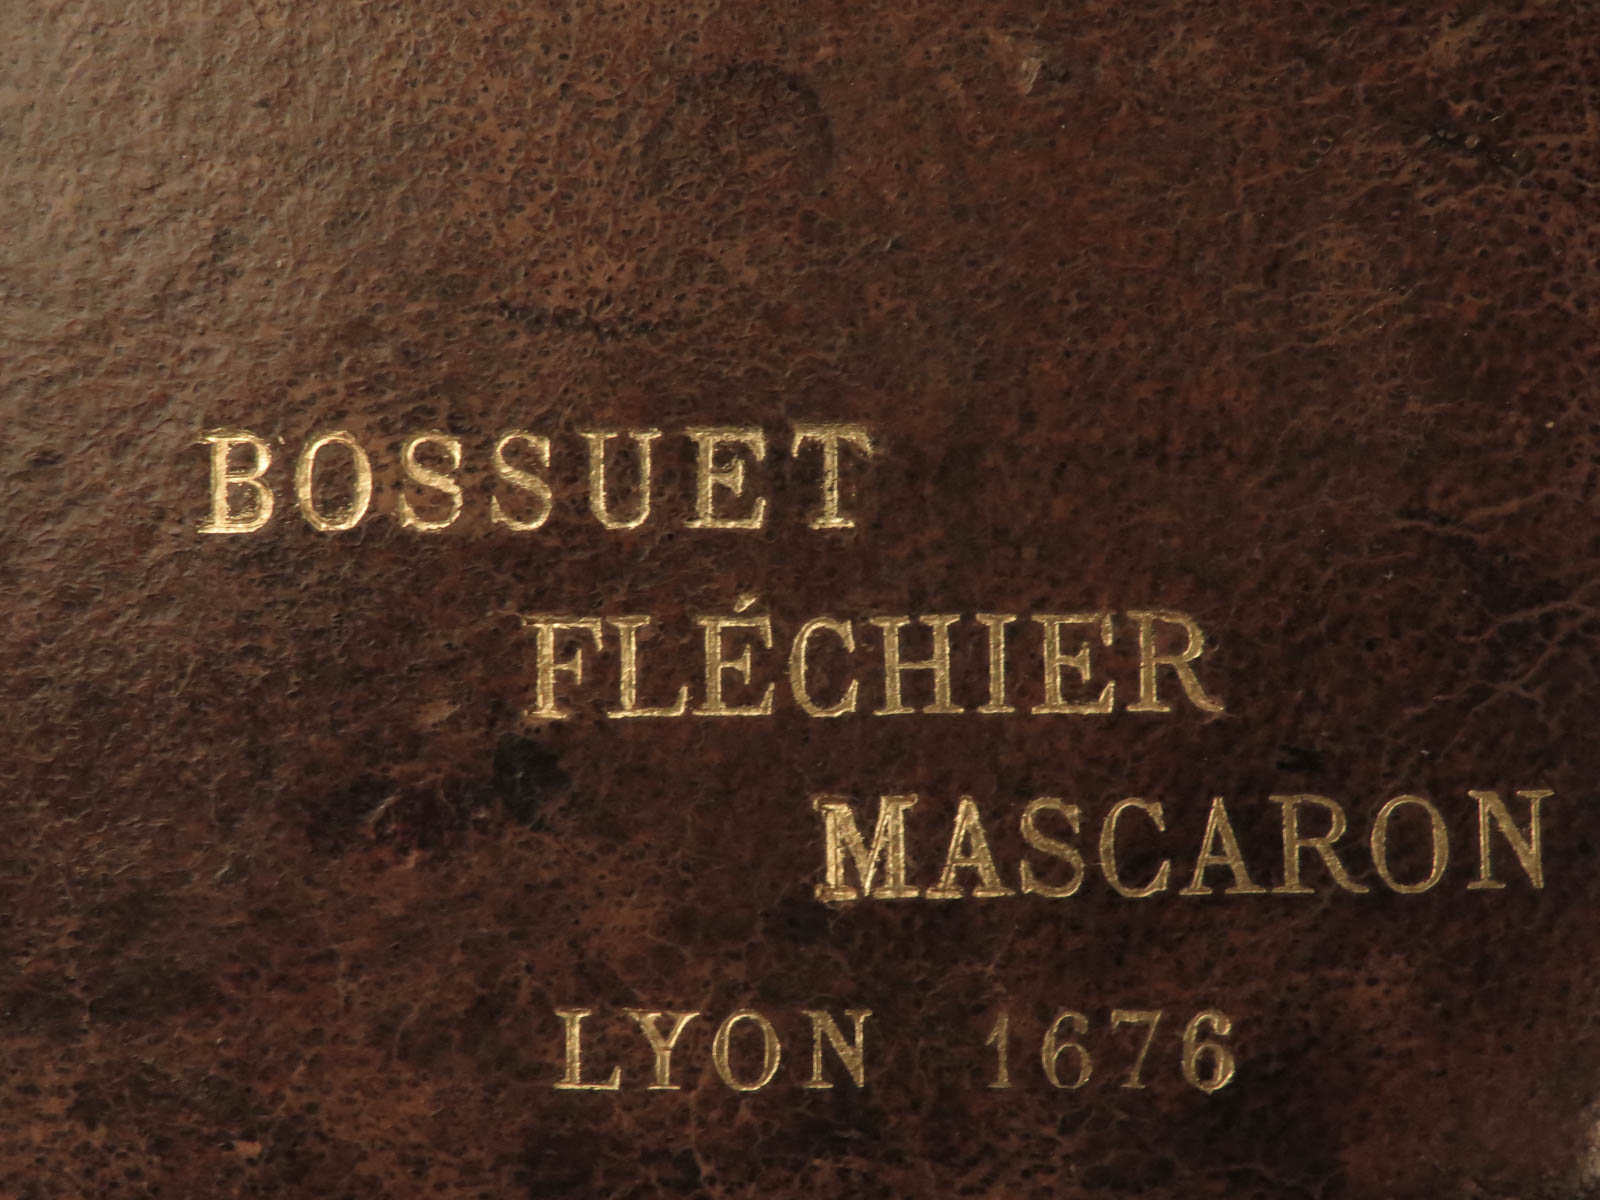 BOSSUET
FLÉCHIER
MASCARON
LYON 1676